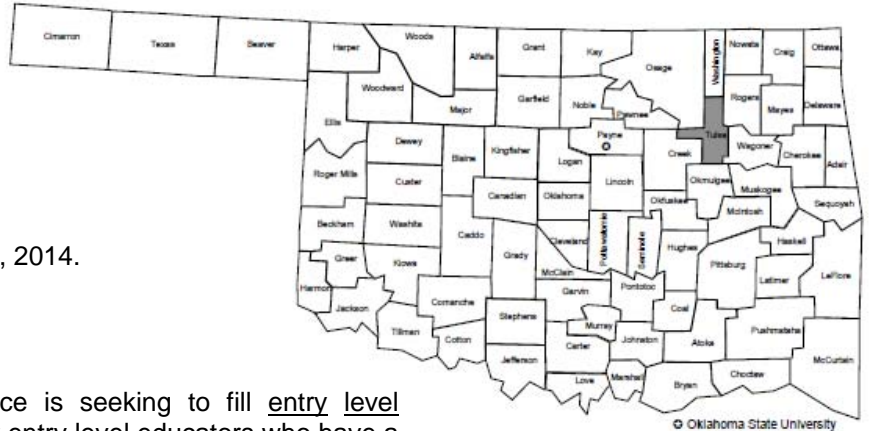 Cimarron Texas Beaver Harper Woods Alfalfa Grant Kay Osage Washington Nowata Craig Ottawa
Woodward Major Garfield Noble Pawnee Rogers Mayes Delaware
Ellis Dewey Blaine Kingfisher Logan Payne Creek Tulsa Wagoner Cherokee Adair
Roger Mills Custer Canadian Oklahoma Lincoln Okfuskee Okmulgee Muskogee McIntosh Sequoyah
Beckham Washita Caddo Grady Cleveland Pottawatomie Seminole Hughes Pittsburg Haskell
, 2014.
Greer Kiowa McClain Garvin Pontotoc Latimer LeFlore
Harmon Jackson Comanche Stephens Murray Coal Pushmataha
Tillman Cotton Carter Johnston Atoka McCurtain
Jefferson Love Marshall Bryan Choctaw
ce is seeking to fill entry level
entry level educators who have a
Oklahoma State University